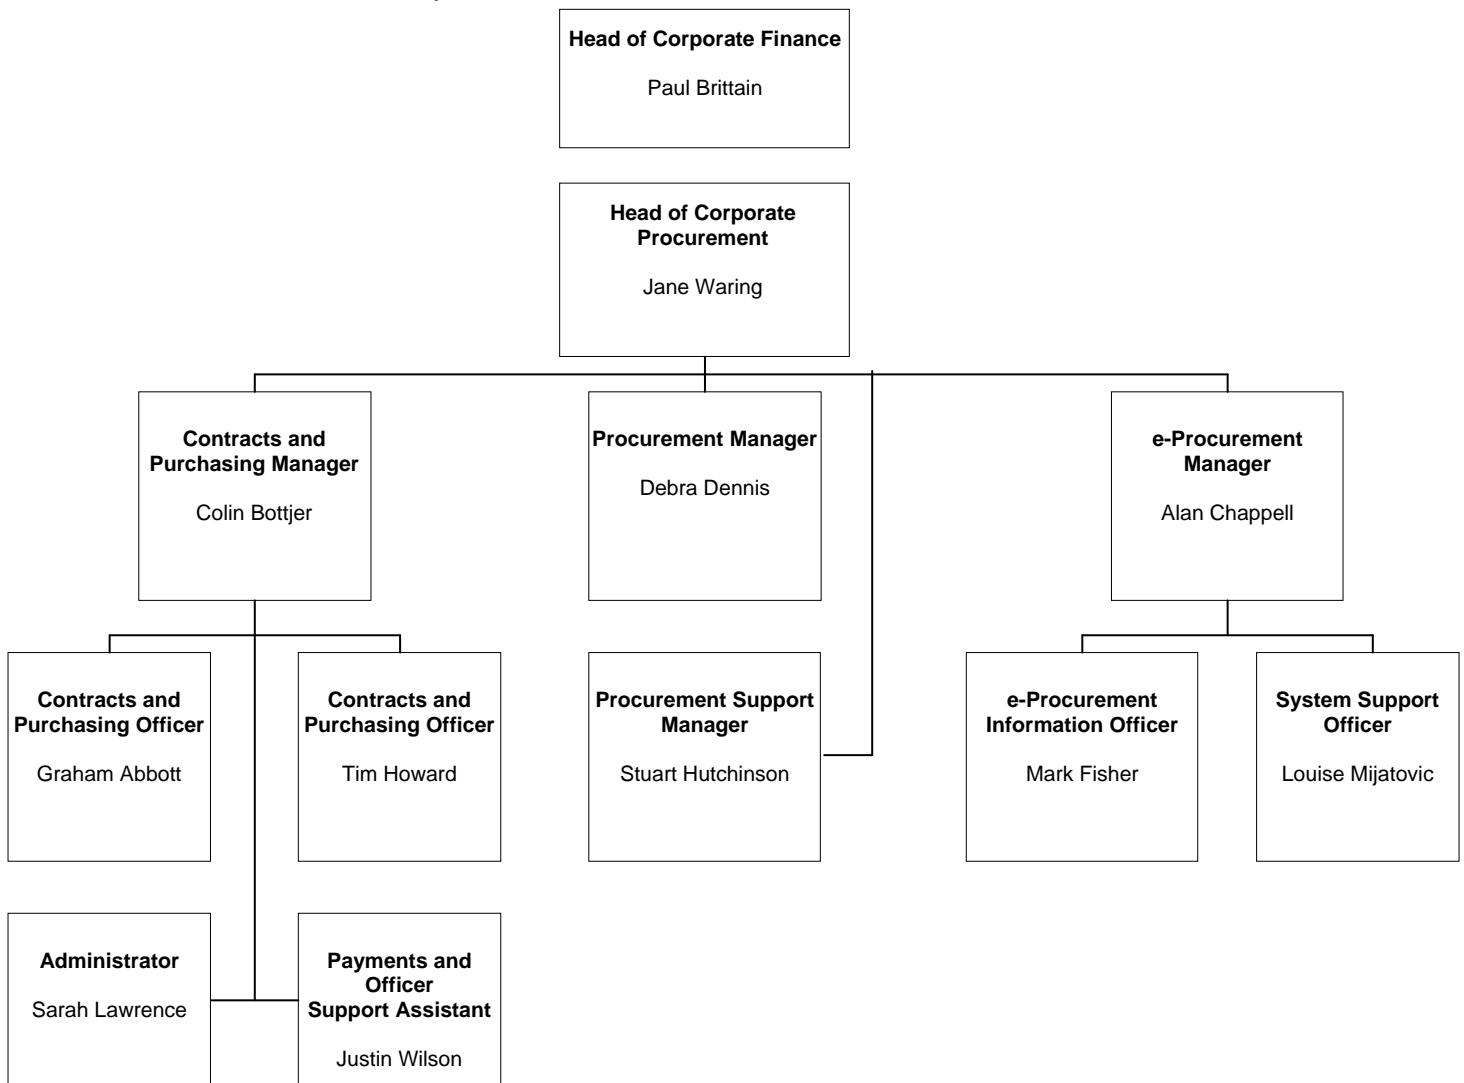 Head of Corporate Finance
Paul Brittain
Head of Corporate
Procurement
Jane Waring
Contracts and
Purchasing Manager
Colin Bottjer
Procurement Manager
Debra Dennis
e-Procurement
Manager
Alan Chappell
Contracts and
Purchasing Officer
Graham Abbott
Contracts and
Purchasing Officer
Tim Howard
Procurement Support
Manager
Stuart Hutchinson
e-Procurement
Information Officer
Mark Fisher
System Support
Officer
Louise Mijatovic
Administrator
Sarah Lawrence
Payments and
Officer
Support Assistant
Justin Wilson